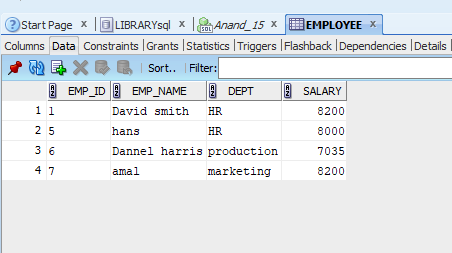 Start Page LIBRARYsql Anand_15 EMPLOYEE
Columns Data Constraints Grants Statistics Triggers Flashback Dependencies Details
Sort.. Filter:
EMP_ID EMP_NAME DEPT SALARY
1 1 David smith HR 8200
2 5 hans HR 8000
3 6 Dannel harris production 7035
4 7 amal marketing 8200